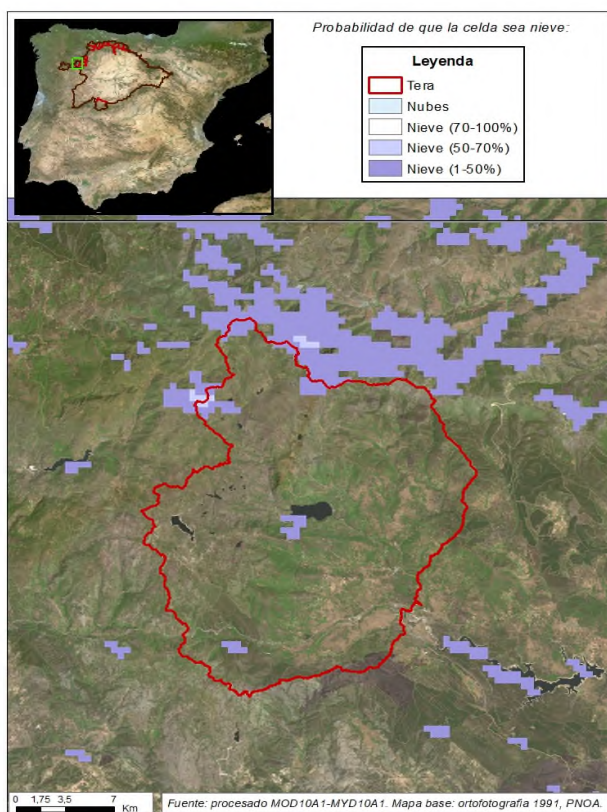 Probabilidad de que la celda sea nieve:
Leyenda
Tera
Nubes
Nieve (70-100%)
Nieve (50-70%)
Nieve (1-50%)
0 1,75 3,5 7
Km
Fuente: procesado MOD10A1-MYD10A1. Mapa base: ortofotografia 1991, PNOA